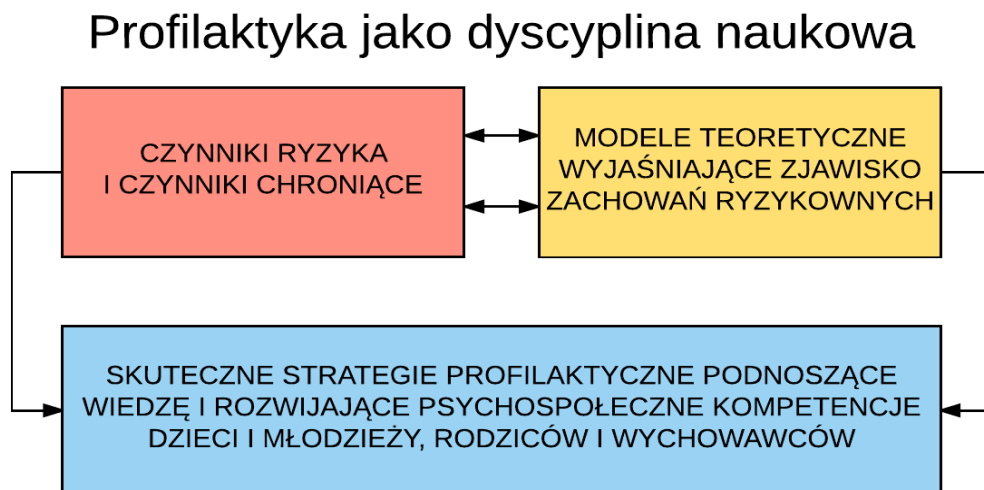 Profilaktyka jako dyscyplina naukowa
CZYNNIKI RYZYKA
I CZYNNIKI CHRONIĄCE
MODELE TEORETYCZNE
WYJAŚNIAJĄCE ZJAWISKO
ZACHOWAŃ RYZYKOWNYCH
SKUTECZNE STRATEGIE PROFILAKTYCZNE PODNOSZĄCE
WIEDZĘ I ROZWIJAJĄCE PSYCHOSPOŁECZNE KOMPETENCJE
DZIECI I MŁODZIEŻY, RODZICÓW I WYCHOWAWCÓW